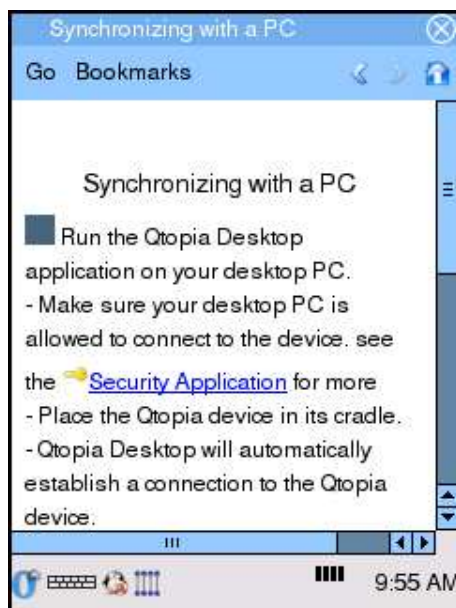 Synchronizing with a PC
Go Bookmarks
Synchronizing with a PC
Run the Qtopia Desktop
application on your desktop PC.
- Make sure your desktop PC is
allowed to connect to the device. see
the Security Application for more
- Place the Qtopia device in its cradle.
- Qtopia Desktop will automatically
establish a connection to the Qtopia
device.
9:55 AM